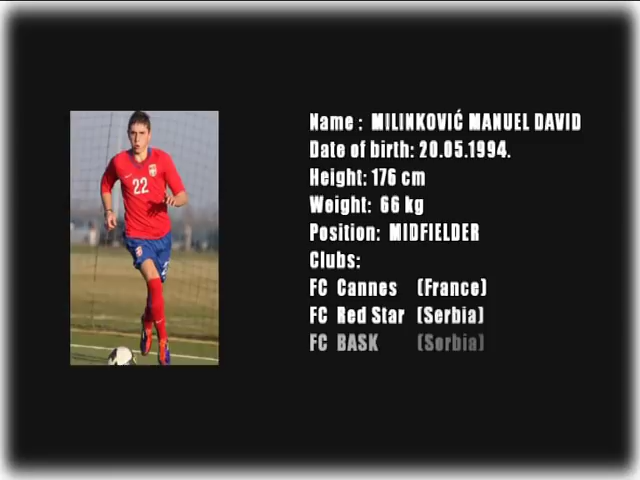 Name : MILINKOVIĆ MANUEL DAVID
Date of birth: 20.05.1994.
Height: 176 cm
Weight: 66 kg
Position: MIDFIELDER
Clubs:
FC Cannes (France)
FC Red Star (Serbia)
FC BASK (Serbia)
22